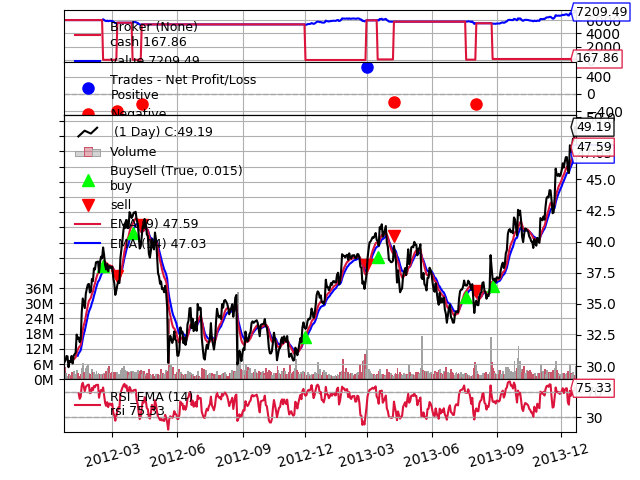 Broker (None)
cash 167.86
value 7209.49
7209.49
6000
4000
2000
167.86
Trades - Net Profit/Loss
Positive
Negative
400
0
-400
(1 Day) C:49.19
Volume
BuySell (True, 0.015)
buy
sell
EMA (9) 47.59
EMA (14) 47.03
49.19
47.59
45.0
42.5
40.0
37.5
35.0
32.5
30.0
36M
30M
24M
18M
12M
6M
0M
RSI_EMA (14)
rsi 75.33
75.33
30
2012-03
2012-06
2012-09
2012-12
2013-03
2013-06
2013-09
2013-12